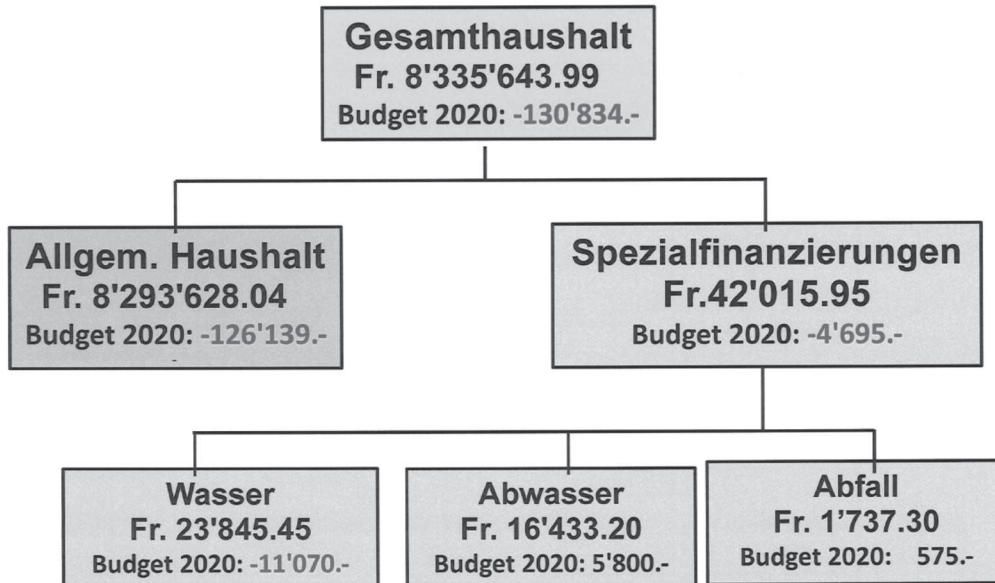 Gesamthaushalt
Fr. 8'335'643.99
Budget 2020: -130'834.-
Allgem. Haushalt
Fr. 8'293'628.04
Budget 2020: -126'139.-
Spezialfinanzierungen
Fr.42'015.95
Budget 2020: -4'695.-
Wasser
Fr. 23'845.45
Budget 2020: -11'070.-
Abwasser
Fr. 16'433.20
Budget 2020: 5'800.-
Abfall
Fr. 1’737.30
Budget 2020: 575.-